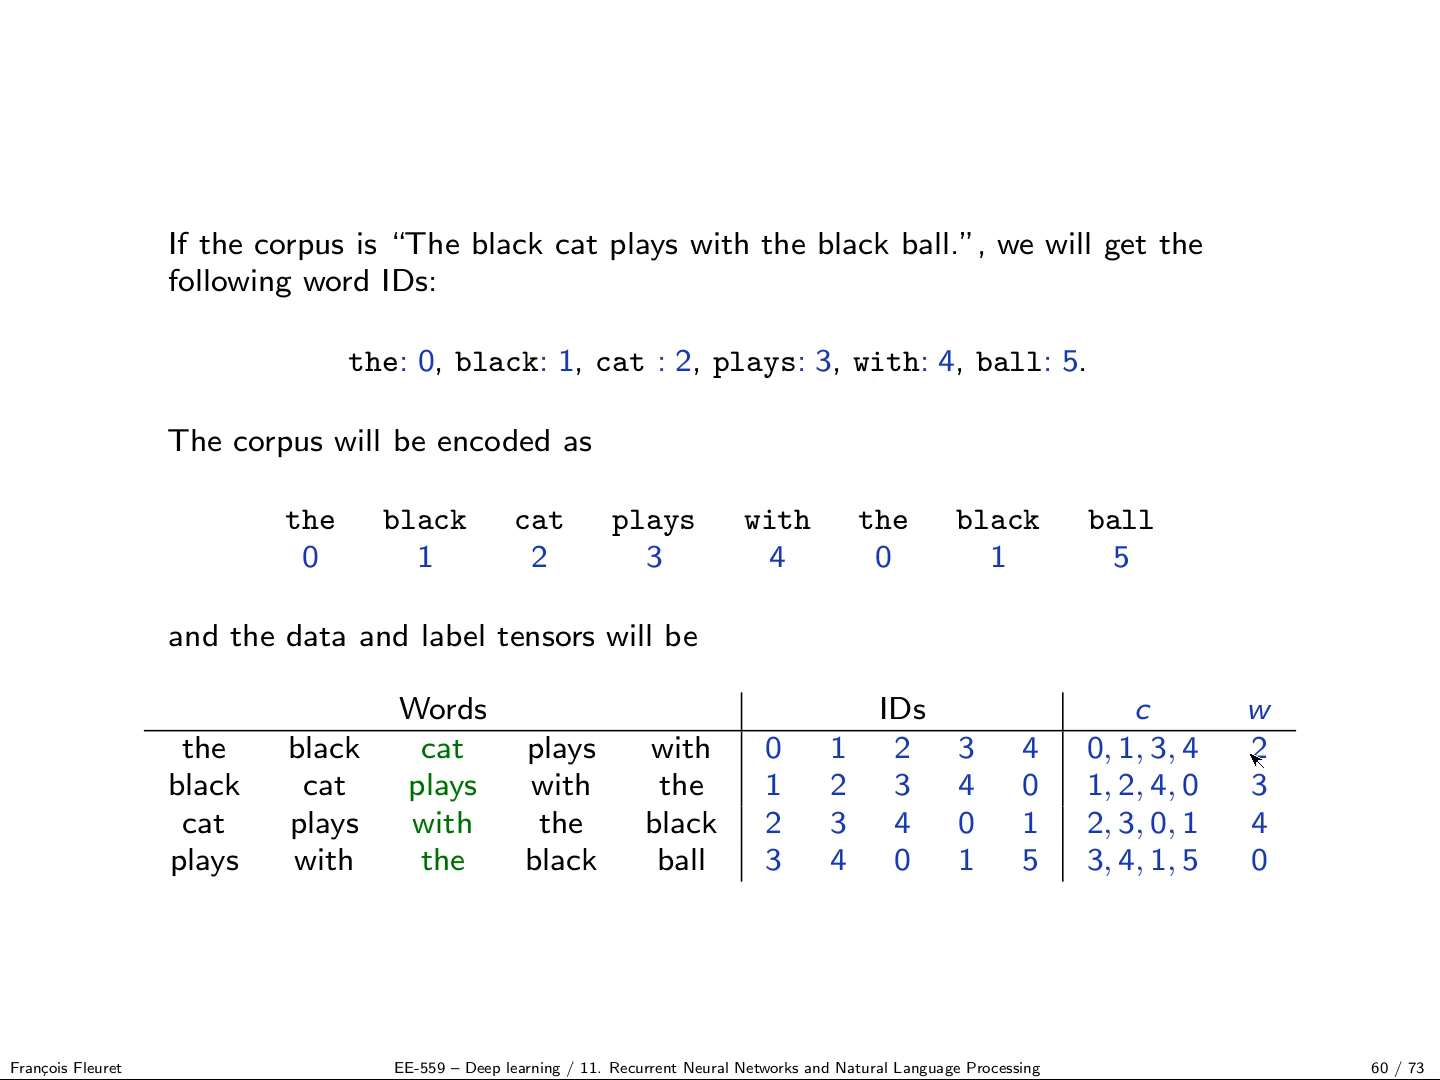 If the corpus is “The black cat plays with the black ball.”, we will get the
following word IDs:
the: 0, black: 1, cat : 2, plays: 3, with: 4, ball: 5.
The corpus will be encoded as
the black cat plays with the black ball
0 1 2 3 4 0 1 5
and the data and label tensors will be
Words IDs c w
the black cat plays with 0 1 2 3 4 0, 1, 3, 4 2
black cat plays with the 1 2 3 4 0 1, 2, 4, 0 3
cat plays with the black 2 3 4 0 1 2, 3, 0, 1 4
plays with the black ball 3 4 0 1 5 3, 4, 1, 5 0
François Fleuret EE-559 – Deep learning / 11. Recurrent Neural Networks and Natural Language Processing 60 / 73